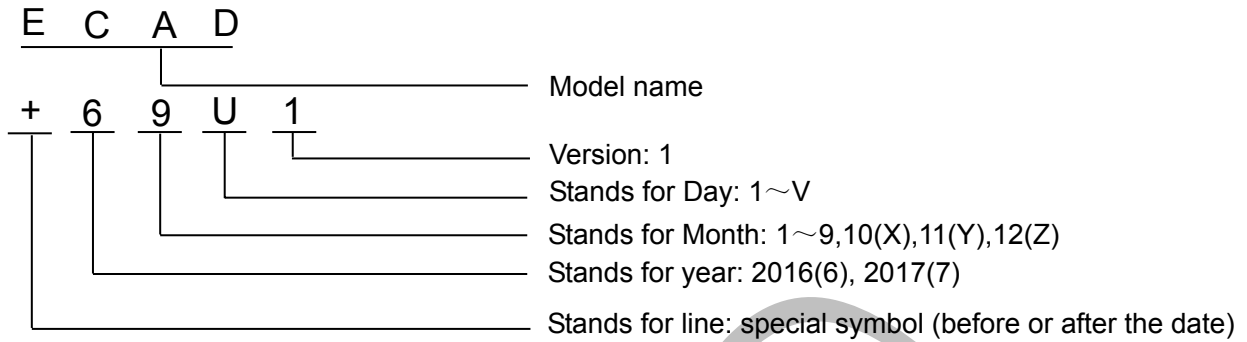 E C A D
Model name
+ 6 9 U 1
Version: 1
Stands for Day: 1～V
Stands for Month: 1～9,10(X),11(Y),12(Z)
Stands for year: 2016(6), 2017(7)
Stands for line: special symbol (before or after the date)